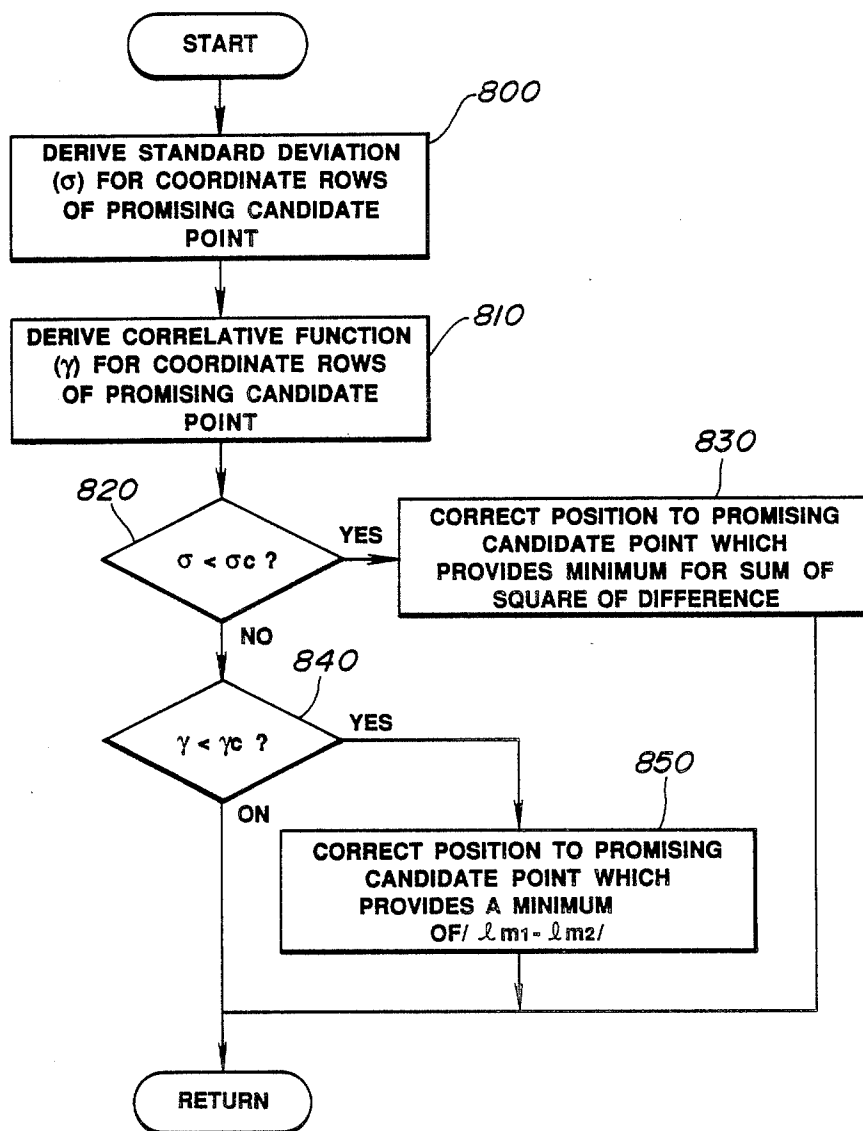 START
800
DERIVE STANDARD DEVIATION
(σ) FOR COORDINATE ROWS
OF PROMISING CANDIDATE
POINT
810
DERIVE CORRELATIVE FUNCTION
(γ) FOR COORDINATE ROWS
OF PROMISING CANDIDATE
POINT
820
σ < σc ?
YES
NO
830
CORRECT POSITION TO PROMISING
CANDIDATE POINT WHICH
PROVIDES MINIMUM FOR SUM OF
SQUARE OF DIFFERENCE
840
γ < γc ?
YES
ON
850
CORRECT POSITION TO PROMISING
CANDIDATE POINT WHICH
PROVIDES A MINIMUM
OF/ ℓm1- ℓm2/
RETURN